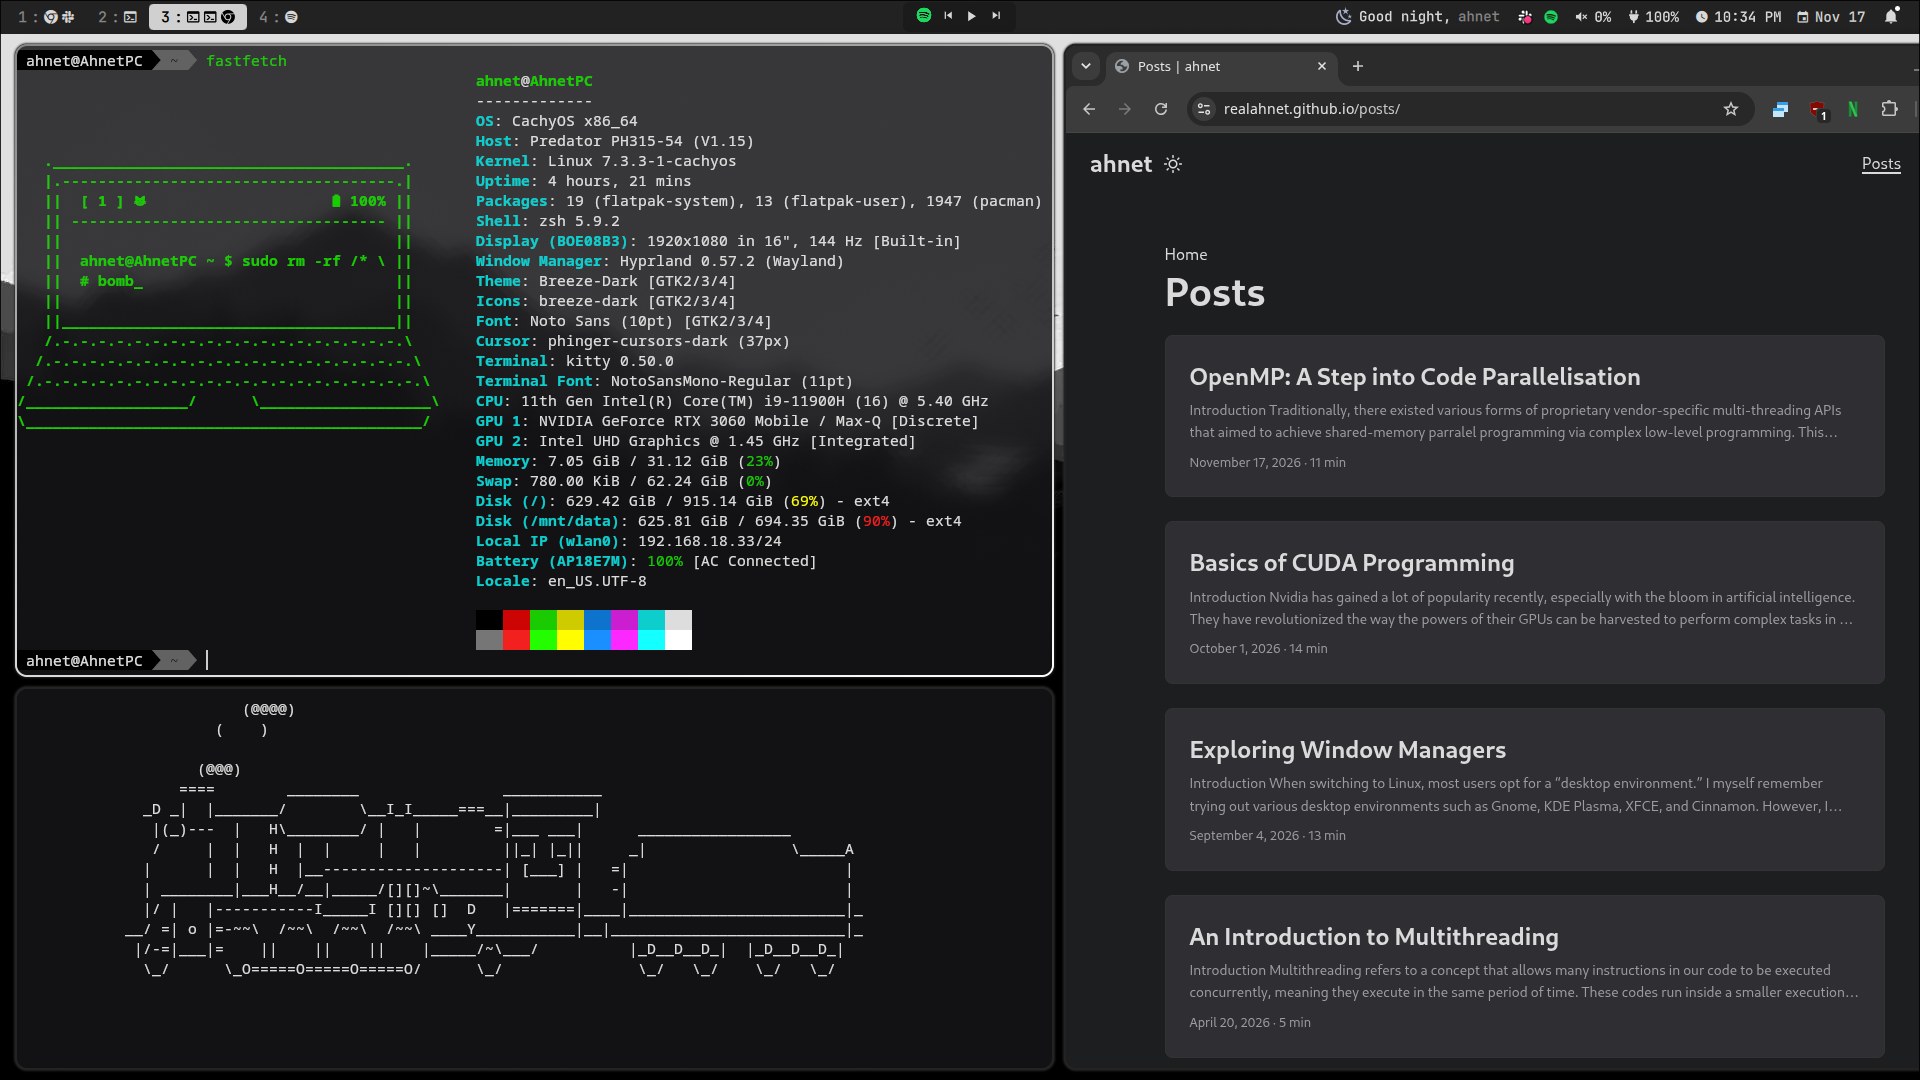 1 :
2 :
3 :
4 :
Good night, ahnet
0%
100%
10:34 PM
Nov 17
ahnet@AhnetPC ~ fastfetch
[ 1 ] 100%
ahnet@AhnetPC ~ $ sudo rm -rf /* \
# bomb_
ahnet@AhnetPC
-------------
OS: CachyOS x86_64
Host: Predator PH315-54 (V1.15)
Kernel: Linux 7.3.3-1-cachyos
Uptime: 4 hours, 21 mins
Packages: 19 (flatpak-system), 13 (flatpak-user), 1947 (pacman)
Shell: zsh 5.9.2
Display (BOE08B3): 1920x1080 in 16", 144 Hz [Built-in]
Window Manager: Hyprland 0.57.2 (Wayland)
Theme: Breeze-Dark [GTK2/3/4]
Icons: breeze-dark [GTK2/3/4]
Font: Noto Sans (10pt) [GTK2/3/4]
Cursor: phinger-cursors-dark (37px)
Terminal: kitty 0.50.0
Terminal Font: NotoSansMono-Regular (11pt)
CPU: 11th Gen Intel(R) Core(TM) i9-11900H (16) @ 5.40 GHz
GPU 1: NVIDIA GeForce RTX 3060 Mobile / Max-Q [Discrete]
GPU 2: Intel UHD Graphics @ 1.45 GHz [Integrated]
Memory: 7.05 GiB / 31.12 GiB (23%)
Swap: 780.00 KiB / 62.24 GiB (0%)
Disk (/): 629.42 GiB / 915.14 GiB (69%) - ext4
Disk (/mnt/data): 625.81 GiB / 694.35 GiB (90%) - ext4
Local IP (wlan0): 192.168.18.33/24
Battery (AP18E7M): 100% [AC Connected]
Locale: en_US.UTF-8
ahnet@AhnetPC ~
Posts | ahnet
realahnet.github.io/posts/
1
ahnet
Posts
Home
Posts
OpenMP: A Step into Code Parallelisation
Introduction Traditionally, there existed various forms of proprietary vendor-specific multi-threading APIs
that aimed to achieve shared-memory parralel programming via complex low-level programming. This…
November 17, 2026 · 11 min
Basics of CUDA Programming
Introduction Nvidia has gained a lot of popularity recently, especially with the bloom in artificial intelligence.
They have revolutionized the way the powers of their GPUs can be harvested to perform complex tasks in …
October 1, 2026 · 14 min
Exploring Window Managers
Introduction When switching to Linux, most users opt for a “desktop environment.” I myself remember
trying out various desktop environments such as Gnome, KDE Plasma, XFCE, and Cinnamon. However, I…
September 4, 2026 · 13 min
An Introduction to Multithreading
Introduction Multithreading refers to a concept that allows many instructions in our code to be executed
concurrently, meaning they execute in the same period of time. These codes run inside a smaller execution…
April 20, 2026 · 5 min